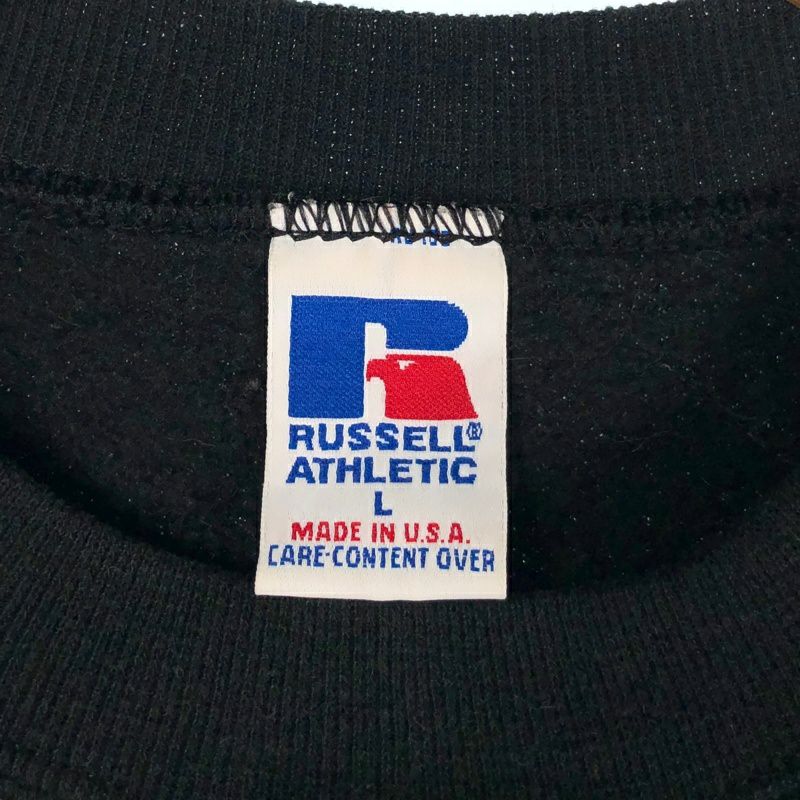 RUSSELL®
ATHLETIC
L
MADE IN U.S.A.
CARE-CONTENT OVER